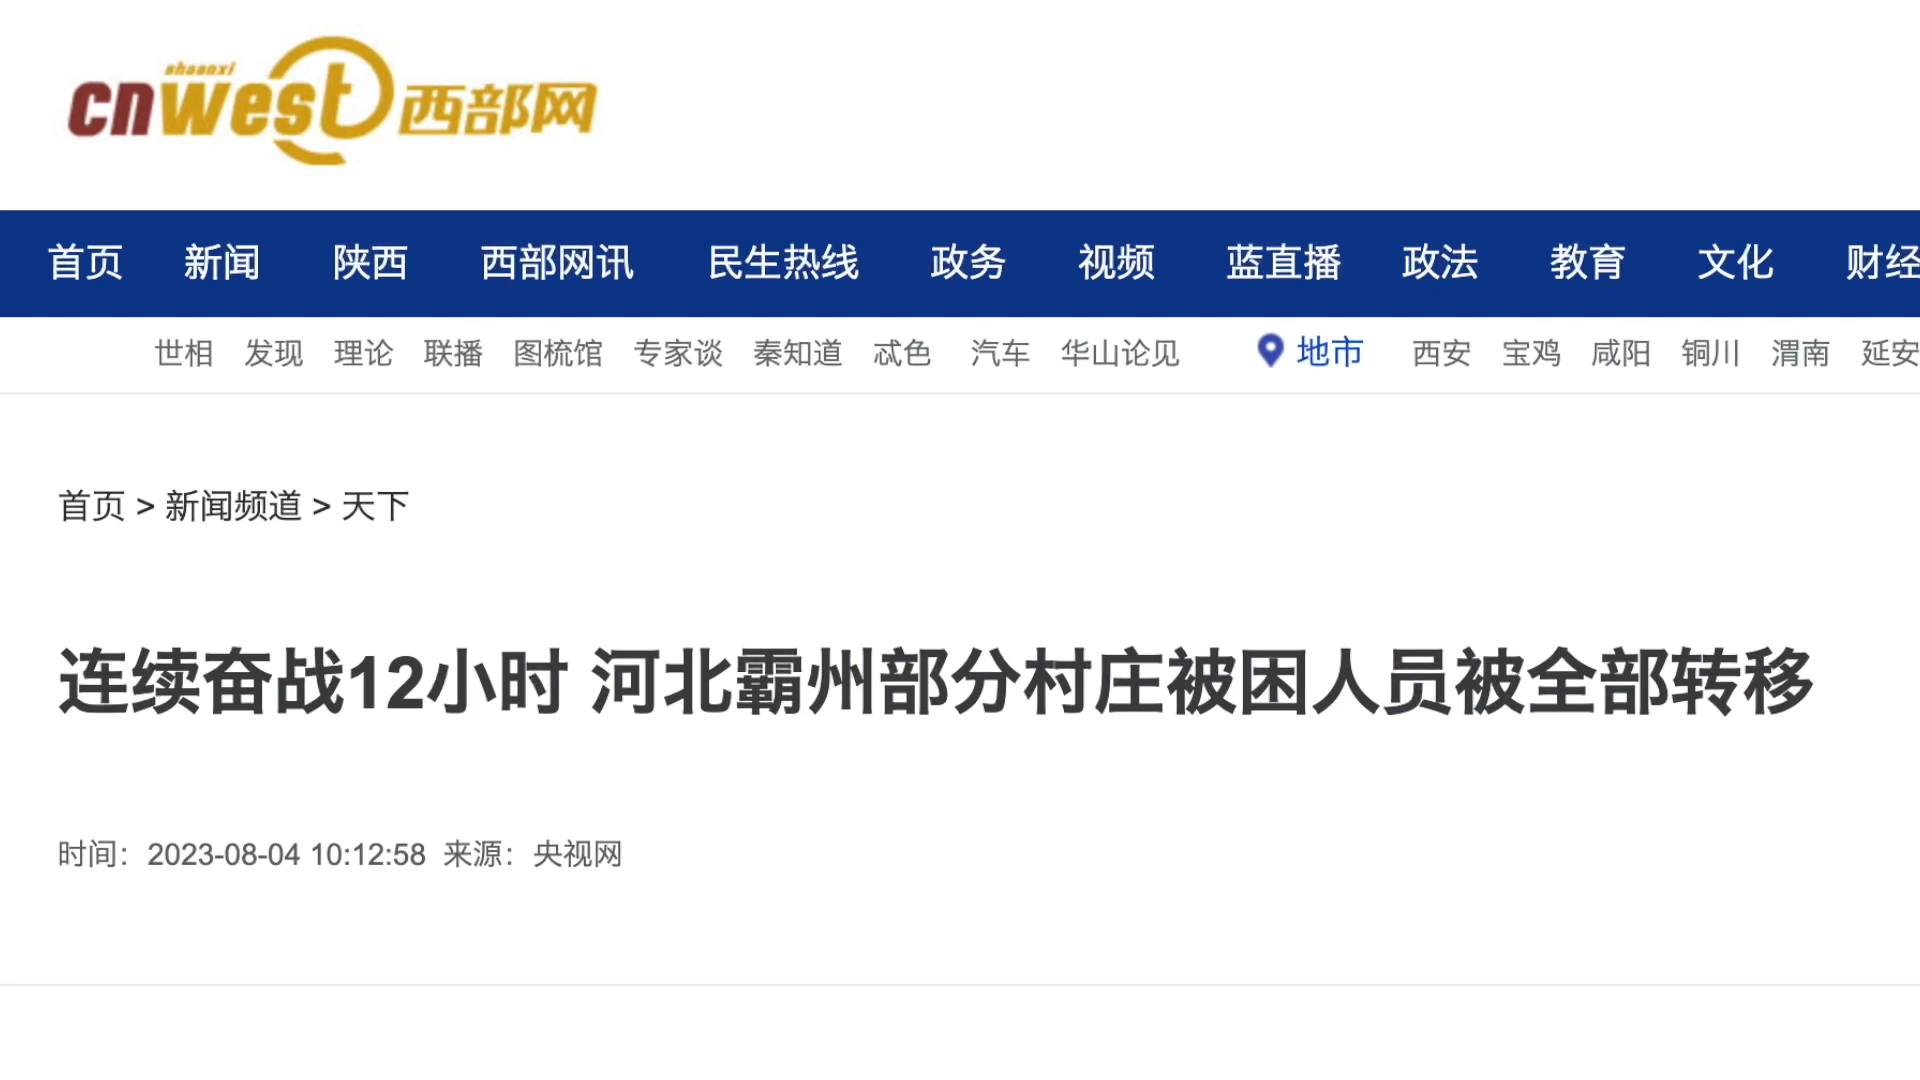 shaanxi
cnwest 西部网
首页 新闻 陕西 西部网讯 民生热线 政务 视频 蓝直播 政法 教育 文化 财经
世相 发现 理论 联播 图梳馆 专家谈 秦知道 忒色 汽车 华山论见 地市 西安 宝鸡 咸阳 铜川 渭南 延安
首页 > 新闻频道 > 天下
连续奋战12小时 河北霸州部分村庄被困人员被全部转移
时间：2023-08-04 10:12:58 来源：央视网